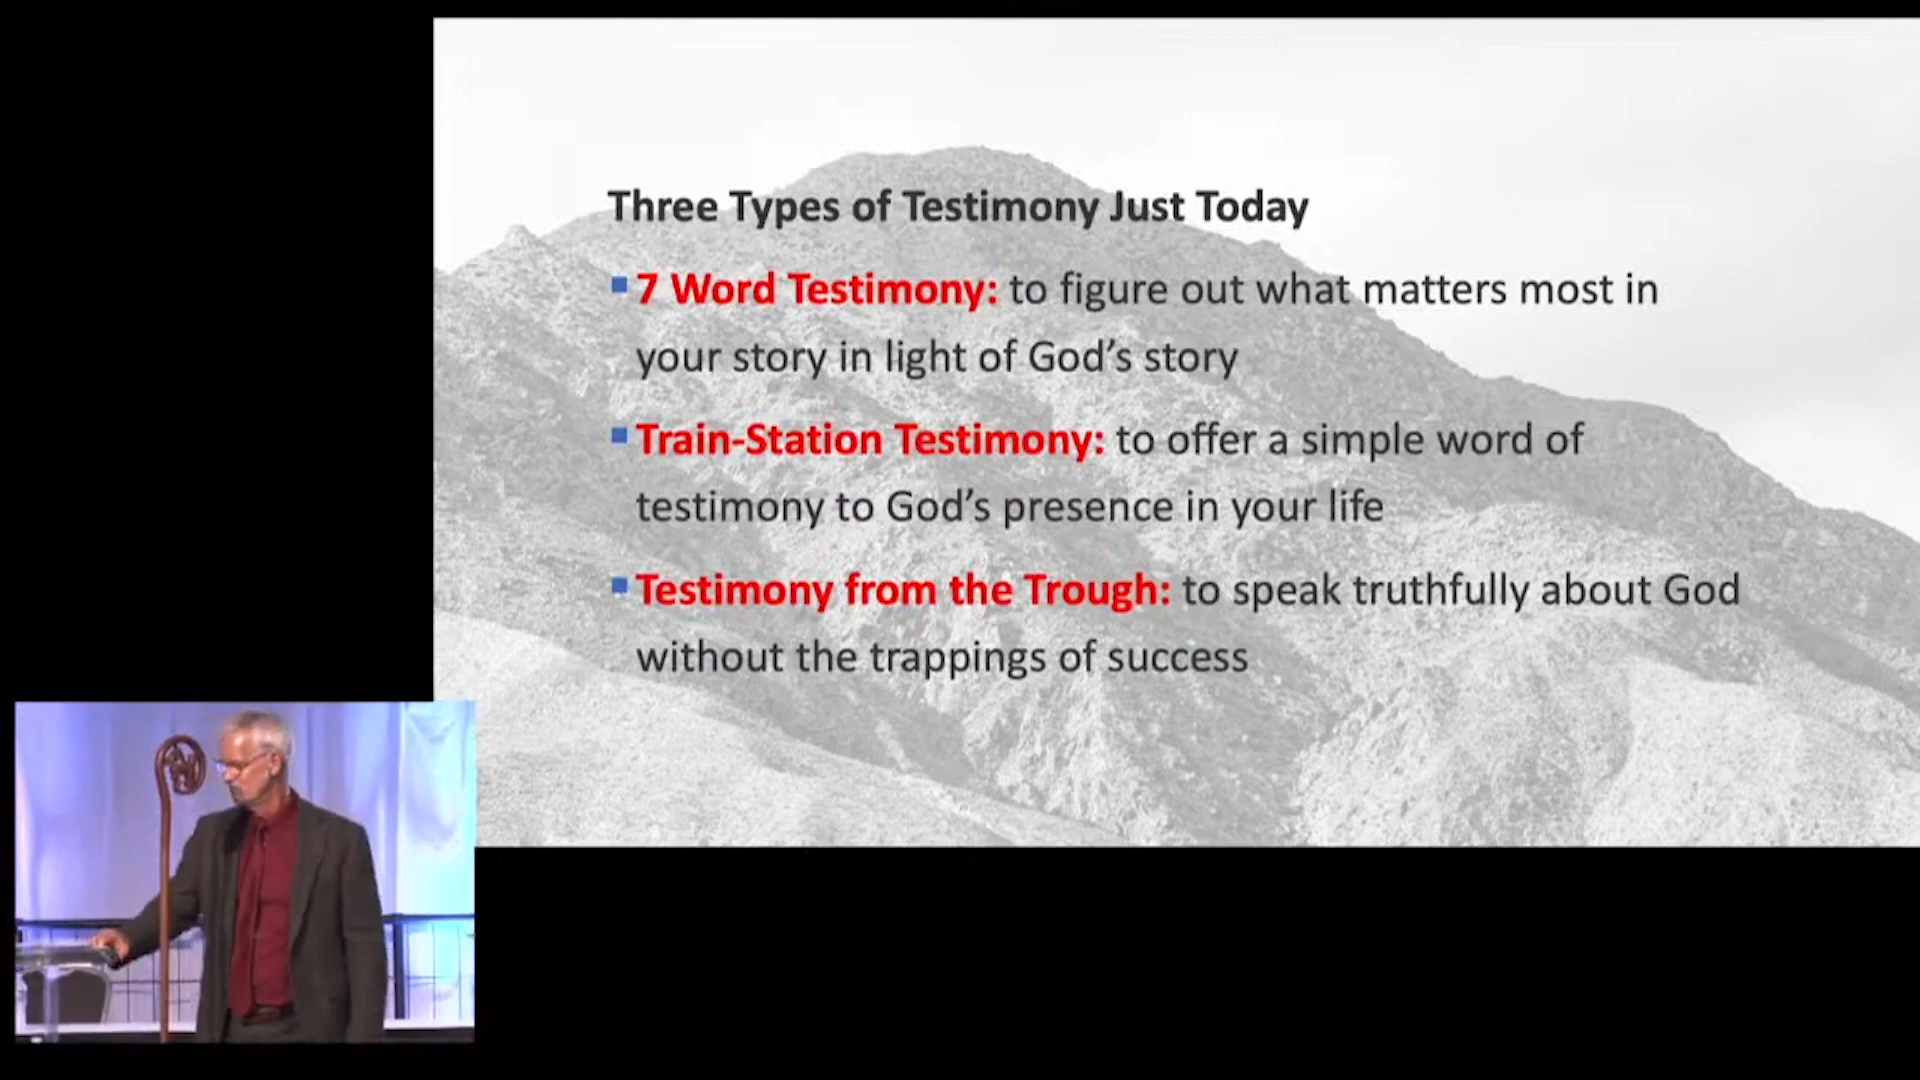 Three Types of Testimony Just Today
▪ 7 Word Testimony: to figure out what matters most in
your story in light of God’s story
▪ Train-Station Testimony: to offer a simple word of
testimony to God’s presence in your life
▪ Testimony from the Trough: to speak truthfully about God
without the trappings of success